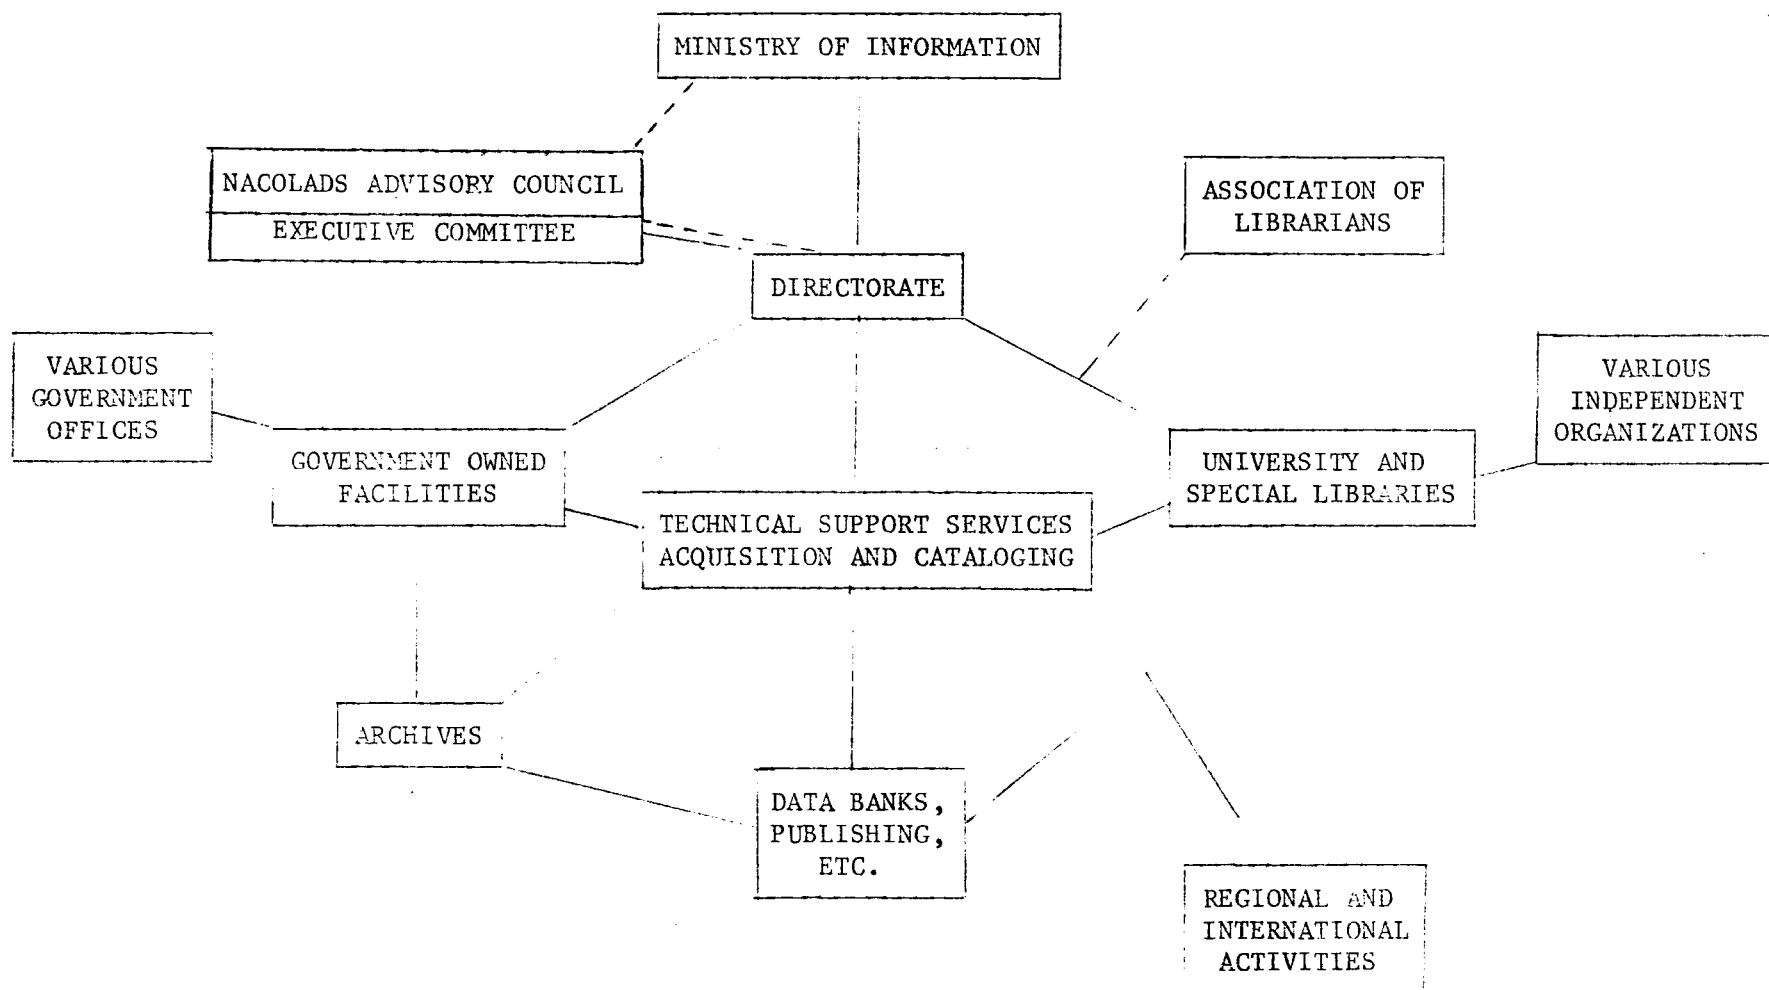 MINISTRY OF INFORMATION
NACOLADS ADVISORY COUNCIL
EXECUTIVE COMMITTEE
ASSOCIATION OF
LIBRARIANS
DIRECTORATE
VARIOUS
GOVERNMENT
OFFICES
VARIOUS
INDEPENDENT
ORGANIZATIONS
GOVERNMENT OWNED
FACILITIES
UNIVERSITY AND
SPECIAL LIBRARIES
TECHNICAL SUPPORT SERVICES
ACQUISITION AND CATALOGING
ARCHIVES
DATA BANKS,
PUBLISHING,
ETC.
REGIONAL AND
INTERNATIONAL
ACTIVITIES